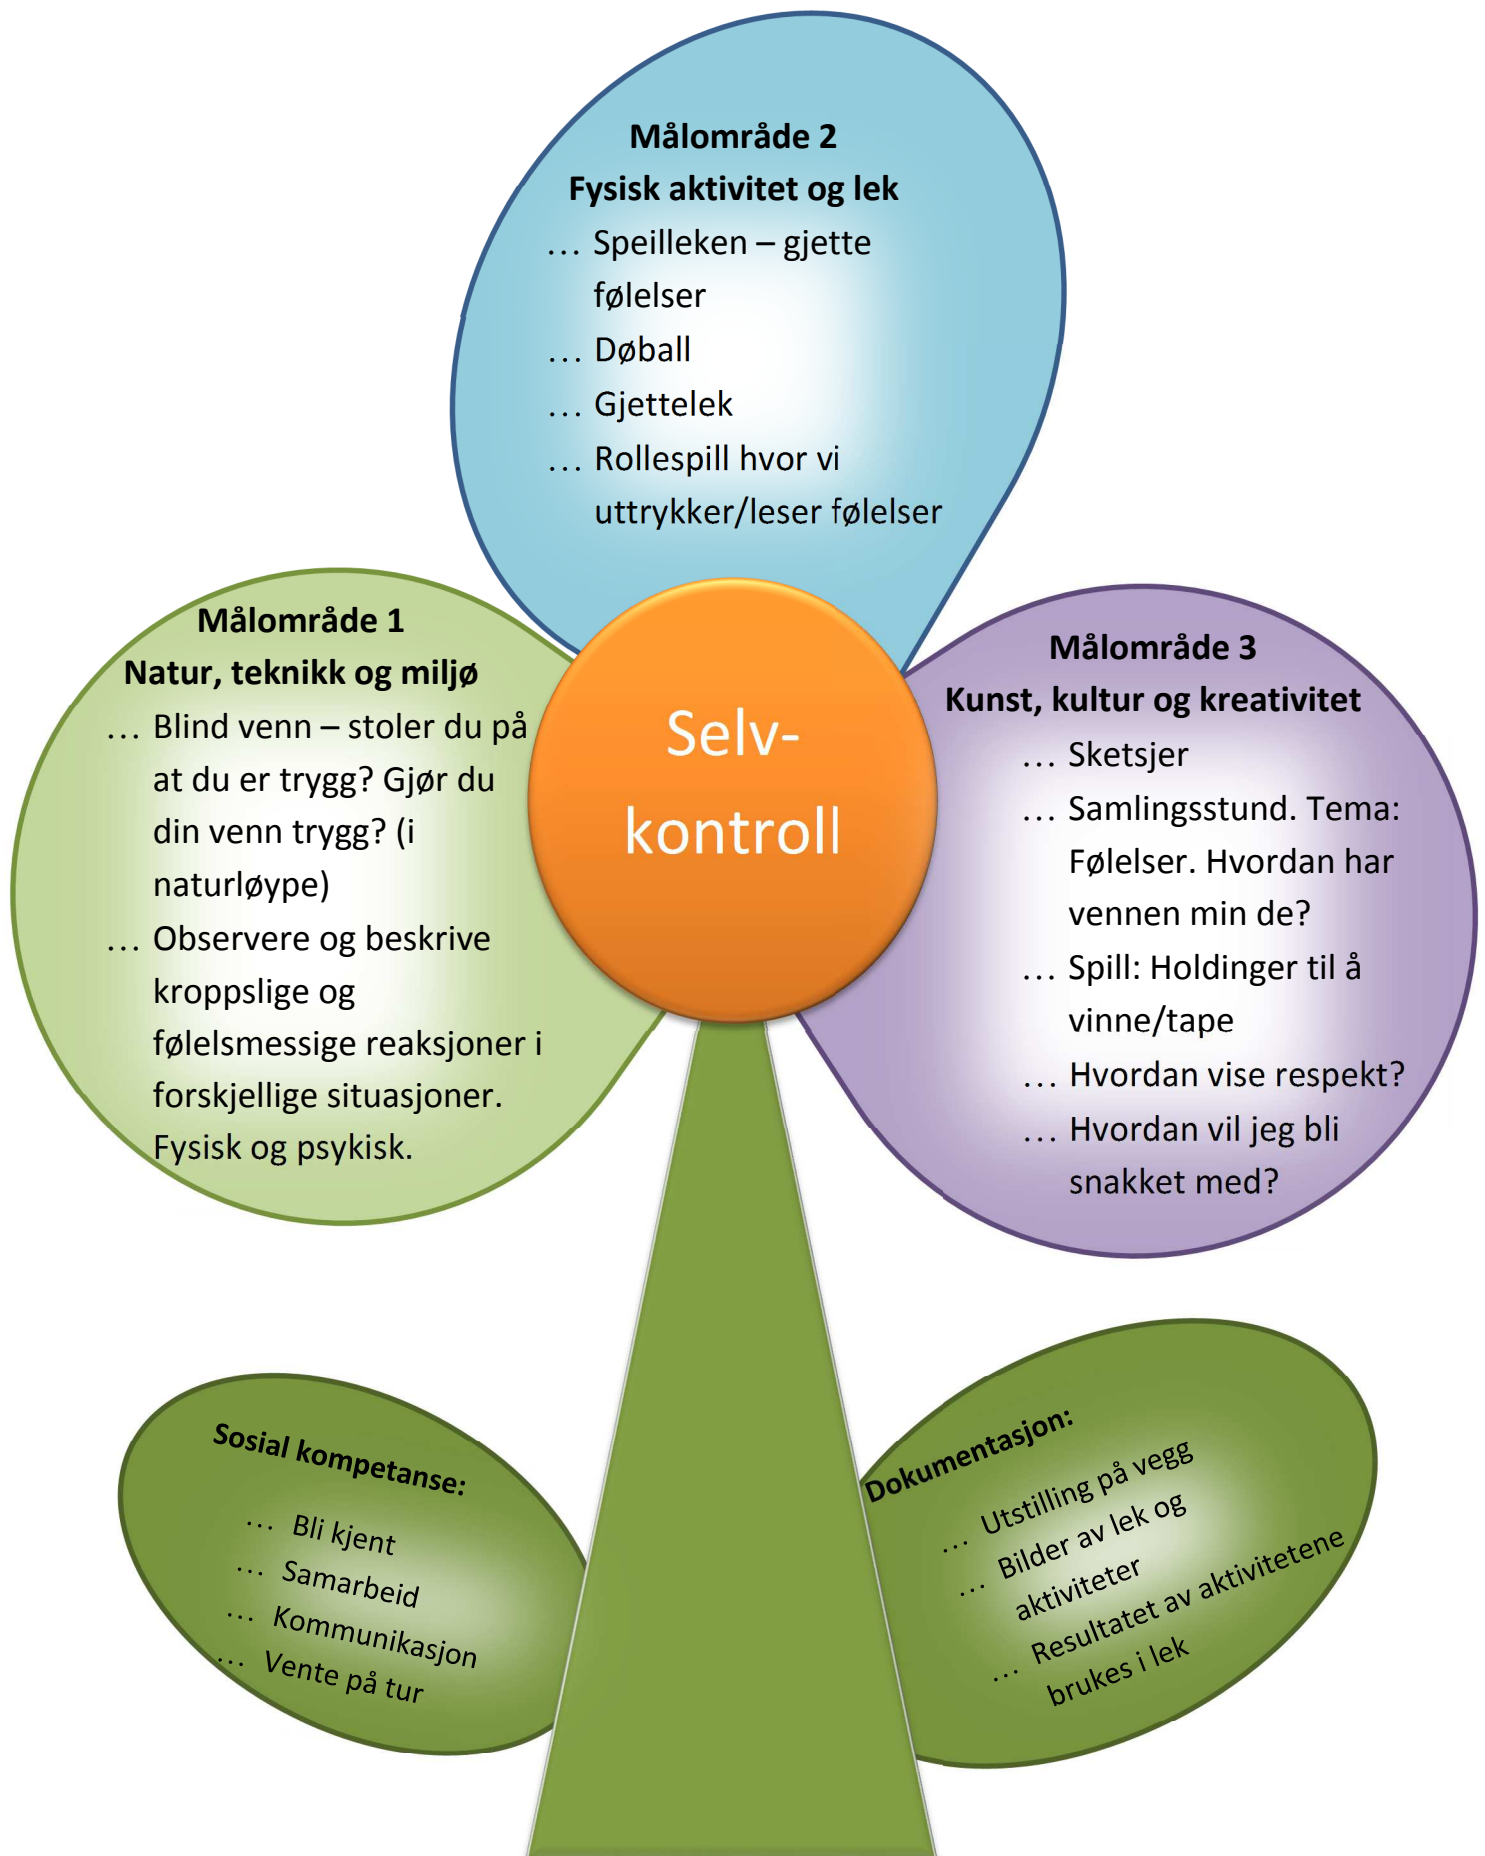 Målområde 2
Fysisk aktivitet og lek
… Speilleken – gjette
følelser
… Døball
… Gjettelek
… Rollespill hvor vi
uttrykker/leser følelser
Målområde 1
Natur, teknikk og miljø
… Blind venn – stoler du på
at du er trygg? Gjør du
din venn trygg? (i
naturløype)
… Observere og beskrive
kroppslige og
følelsmessige reaksjoner i
forskjellige situasjoner.
Fysisk og psykisk.
Selv-
kontroll
Målområde 3
Kunst, kultur og kreativitet
… Sketsjer
… Samlingsstund. Tema:
Følelser. Hvordan har
vennen min de?
… Spill: Holdinger til å
vinne/tape
… Hvordan vise respekt?
… Hvordan vil jeg bli
snakket med?
Sosial kompetanse:
… Bli kjent
… Samarbeid
… Kommunikasjon
… Vente på tur
Dokumentasjon:
… Utstilling på vegg
… Bilder av lek og
aktiviteter
… Resultatet av aktivitetene
brukes i lek